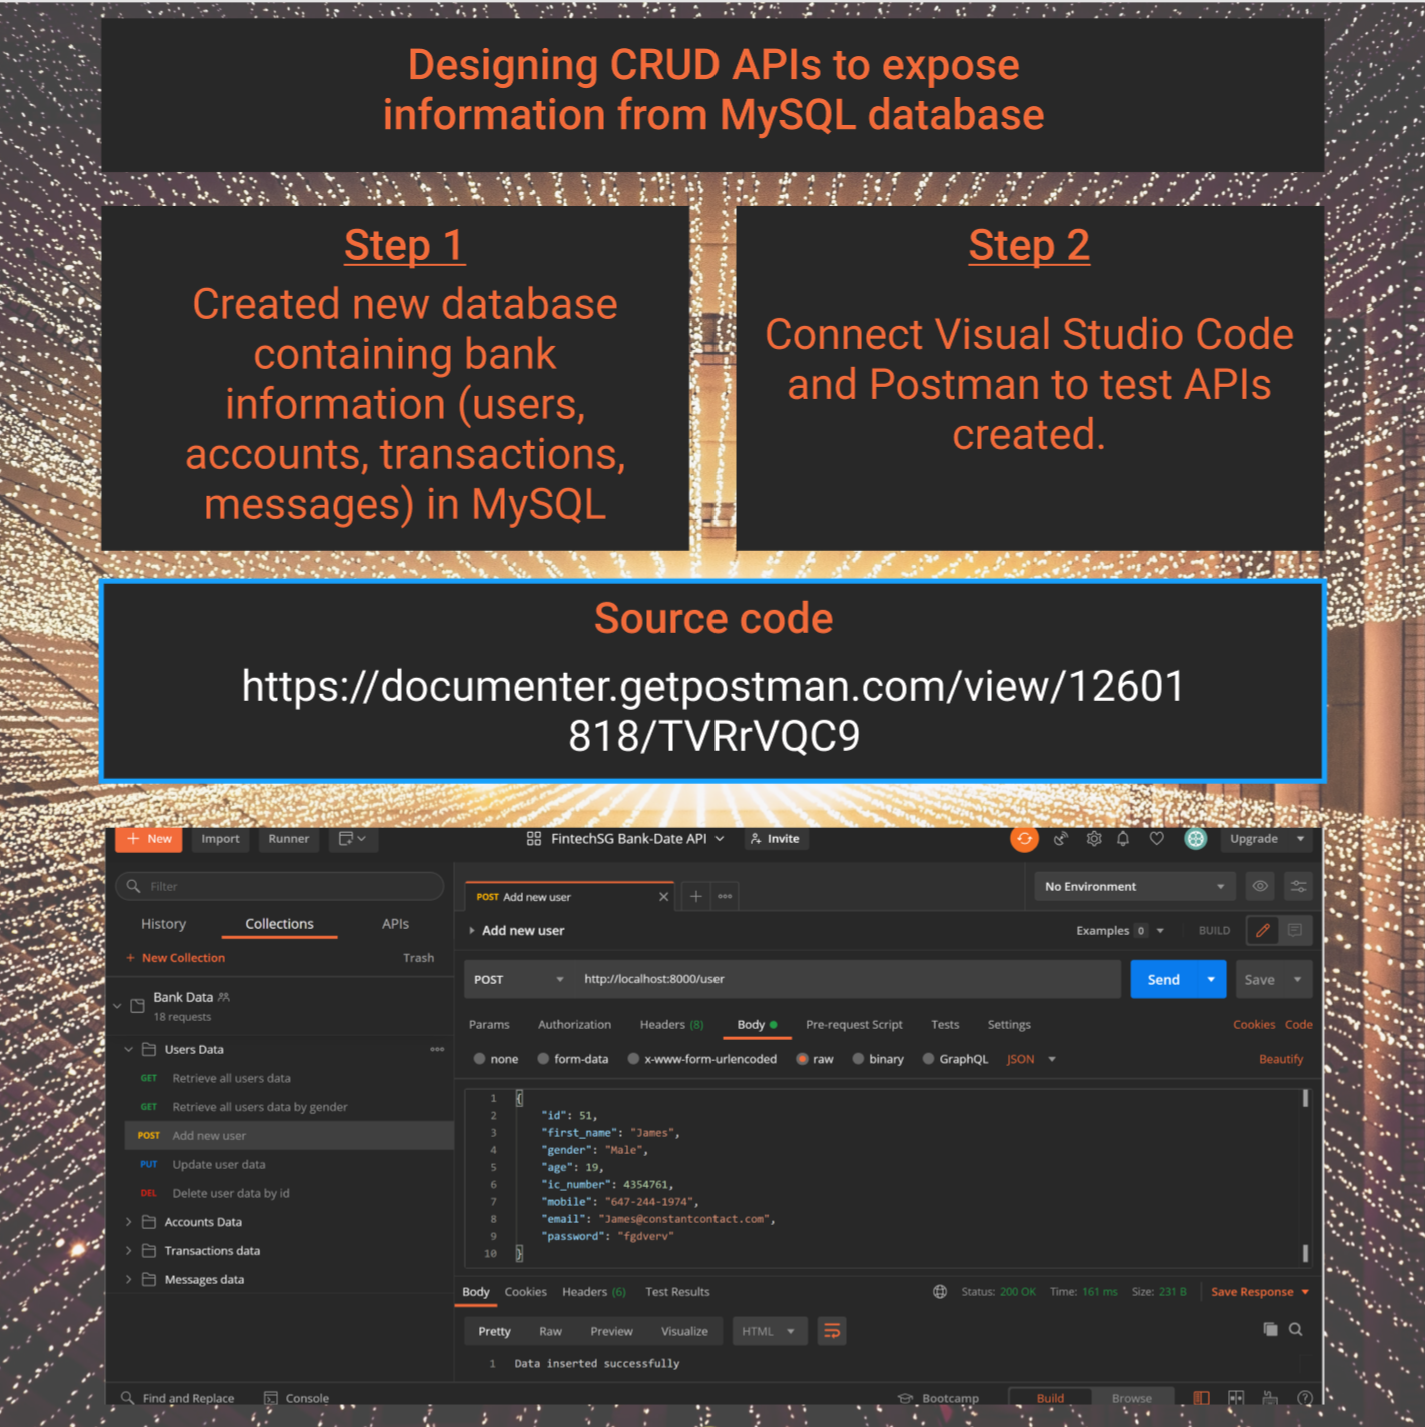 Designing CRUD APIs to expose
information from MySQL database
Step 1
Created new database
containing bank
information (users,
accounts, transactions,
messages) in MySQL
Step 2
Connect Visual Studio Code
and Postman to test APIs
created.
Source code
https://documenter.getpostman.com/view/12601
818/TVRrVQC9
+ New Import Runner FintechSG Bank-Date API Invite Upgrade
Filter
History Collections APIs
+ New Collection Trash
Bank Data
18 requests
Users Data
GET Retrieve all users data
GET Retrieve all users data by gender
POST Add new user
PUT Update user data
DEL Delete user data by id
Accounts Data
Transactions data
Messages data
POST Add new user
No Environment
Add new user Examples 0 BUILD
POST http://localhost:8000/user Send Save
Params Authorization Headers (8) Body Pre-request Script Tests Settings Cookies Code
none form-data x-www-form-urlencoded raw binary GraphQL JSON Beautify
1 {
2 "id": 51,
3 "first_name": "James",
4 "gender": "Male",
5 "age": 19,
6 "ic_number": 4354761,
7 "mobile": "647-244-1974",
8 "email": "James@constantcontact.com",
9 "password": "fgdverv"
10 }
Body Cookies Headers (6) Test Results Status: 200 OK Time: 161 ms Size: 231 B Save Response
Pretty Raw Preview Visualize HTML
1 Data inserted successfully
Find and Replace Console Bootcamp Build Browse